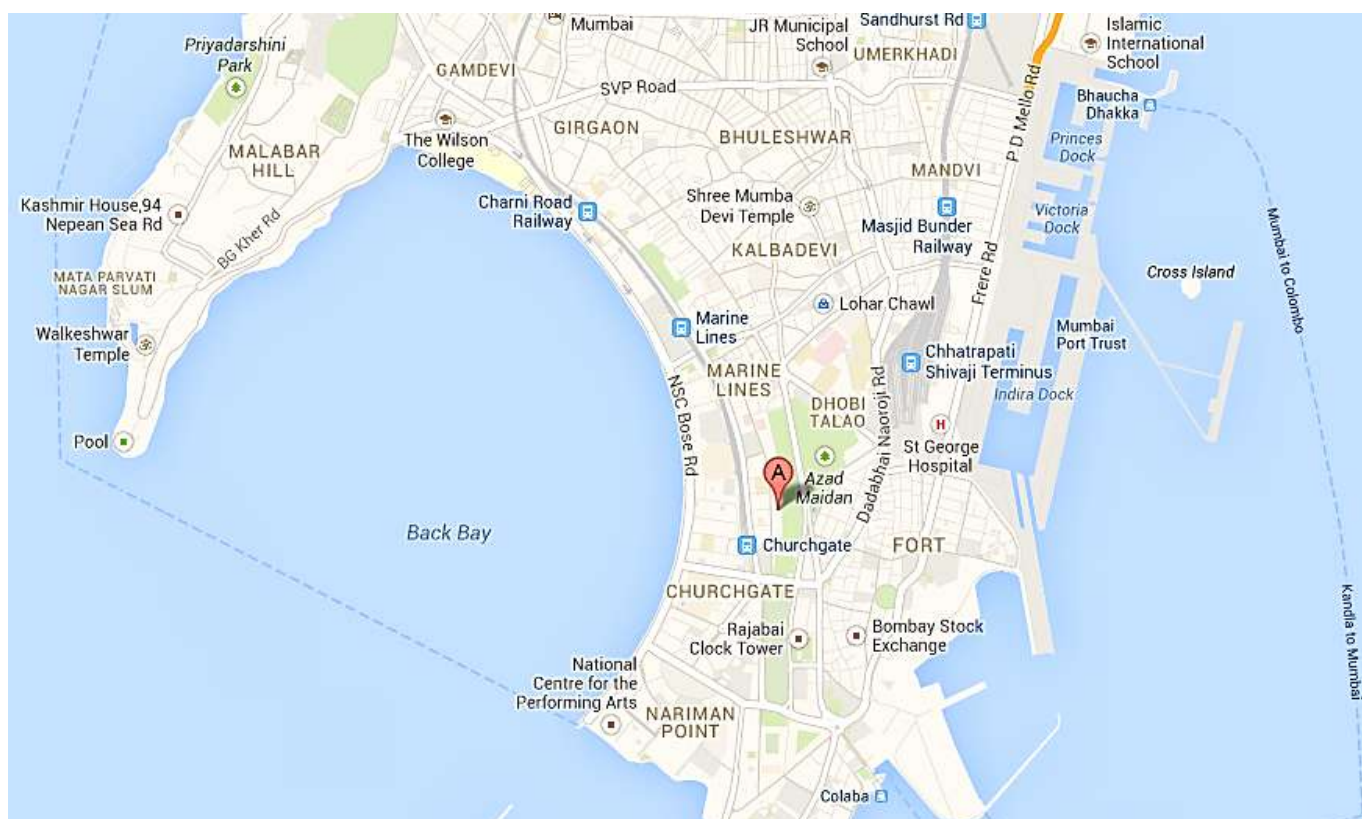 Priyadarshini
Park
Mumbai
JR Municipal
School
Sandhurst Rd
UMERKHADI
Islamic
International
School
GAMDEVI
SVP Road
P D Mello Rd
Bhaucha
Dhakka
The Wilson
College
GIRGAON
BHULESHWAR
Princes
Dock
MALABAR
HILL
MANDVI
Kashmir House,94
Nepean Sea Rd
Charni Road
Railway
Shree Mumba
Devi Temple
Masjid Bunder
Railway
Victoria
Dock
Mumbai to Colombo
BG Kher Rd
KALBADEVI
Frere Rd
Cross Island
MATA PARVATI
NAGAR SLUM
Lohar Chawl
Walkeshwar
Temple
Marine
Lines
Mumbai
Port Trust
Chhatrapati
Shivaji Terminus
MARINE
LINES
NSC Bose Rd
Indira Dock
DHOBI
TALAO
Dadabhai Naoroji Rd
Pool
H
St George
Hospital
A
Azad
Maidan
Back Bay
Churchgate
FORT
CHURCHGATE
Kandla to Mumbai
Rajabai
Clock Tower
Bombay Stock
Exchange
National
Centre for the
Performing Arts
NARIMAN
POINT
Colaba